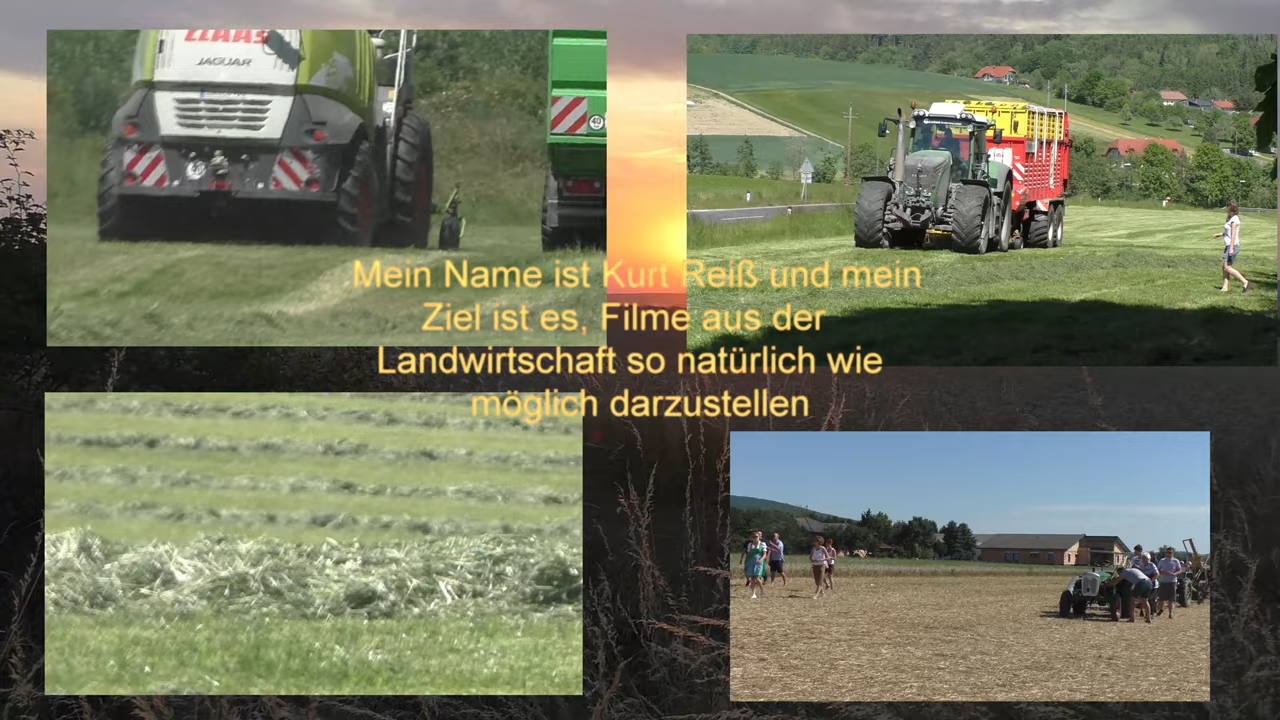 CLAAS
JAGUAR
40
Mein Name ist Kurt Reiß und mein
Ziel ist es, Filme aus der
Landwirtschaft so natürlich wie
möglich darzustellen